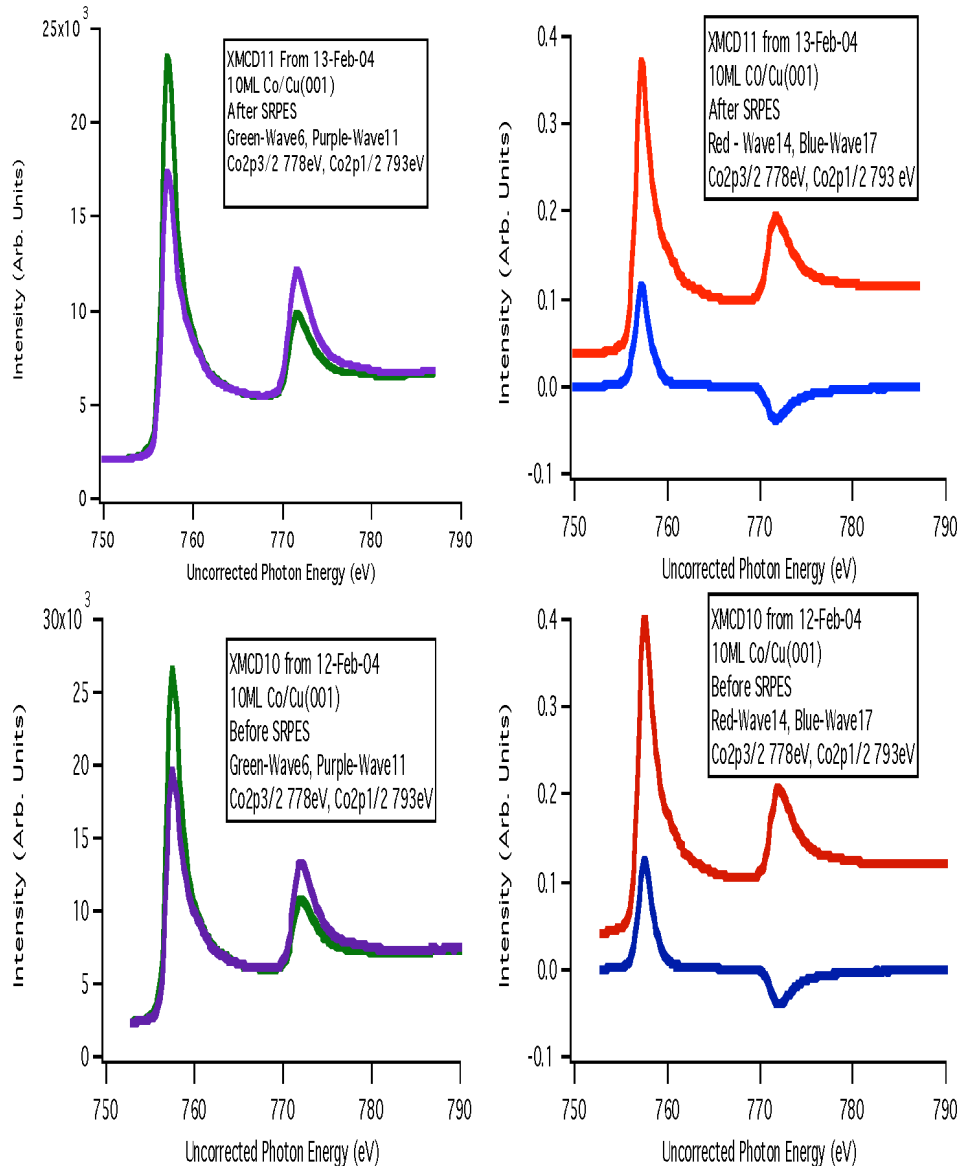 25x10³
20
15
10
5
0
Intensity (Arb. Units)
XMCD11 From 13-Feb-04
10ML Co/Cu(001)
After SRPES
Green-Wave6, Purple-Wave11
Co2p3/2 778eV, Co2p1/2 793eV
750 760 770 780 790
Uncorrected Photon Energy (eV)
0.4
0.3
0.2
0.1
0.0
-0.1
Intensity (Arb. Units)
XMCD11 from 13-Feb-04
10ML CO/CU(001)
After SRPES
Red - Wave14, Blue-Wave17
Co2p3/2 778eV, Co2p1/2 793 eV
750 760 770 780 790
Uncorrected Photon Energy (eV)
30x10³
25
20
15
10
5
0
Intensity (Arb. Units)
XMCD10 from 12-Feb-04
10ML Co/Cu(001)
Before SRPES
Green-Wave6, Purple-Wave11
Co2p3/2 778eV, Co2p1/2 793eV
750 760 770 780 790
Uncorrected Photon Energy (eV)
0.4
0.3
0.2
0.1
0.0
-0.1
Intensity (Arb. Units)
XMCD10 from 12-Feb-04
10ML Co/Cu(001)
Before SRPES
Red-Wave14, Blue-Wave17
Co2p3/2 778eV, Co2p1/2 793eV
750 760 770 780 790
Uncorrected Photon Energy (eV)